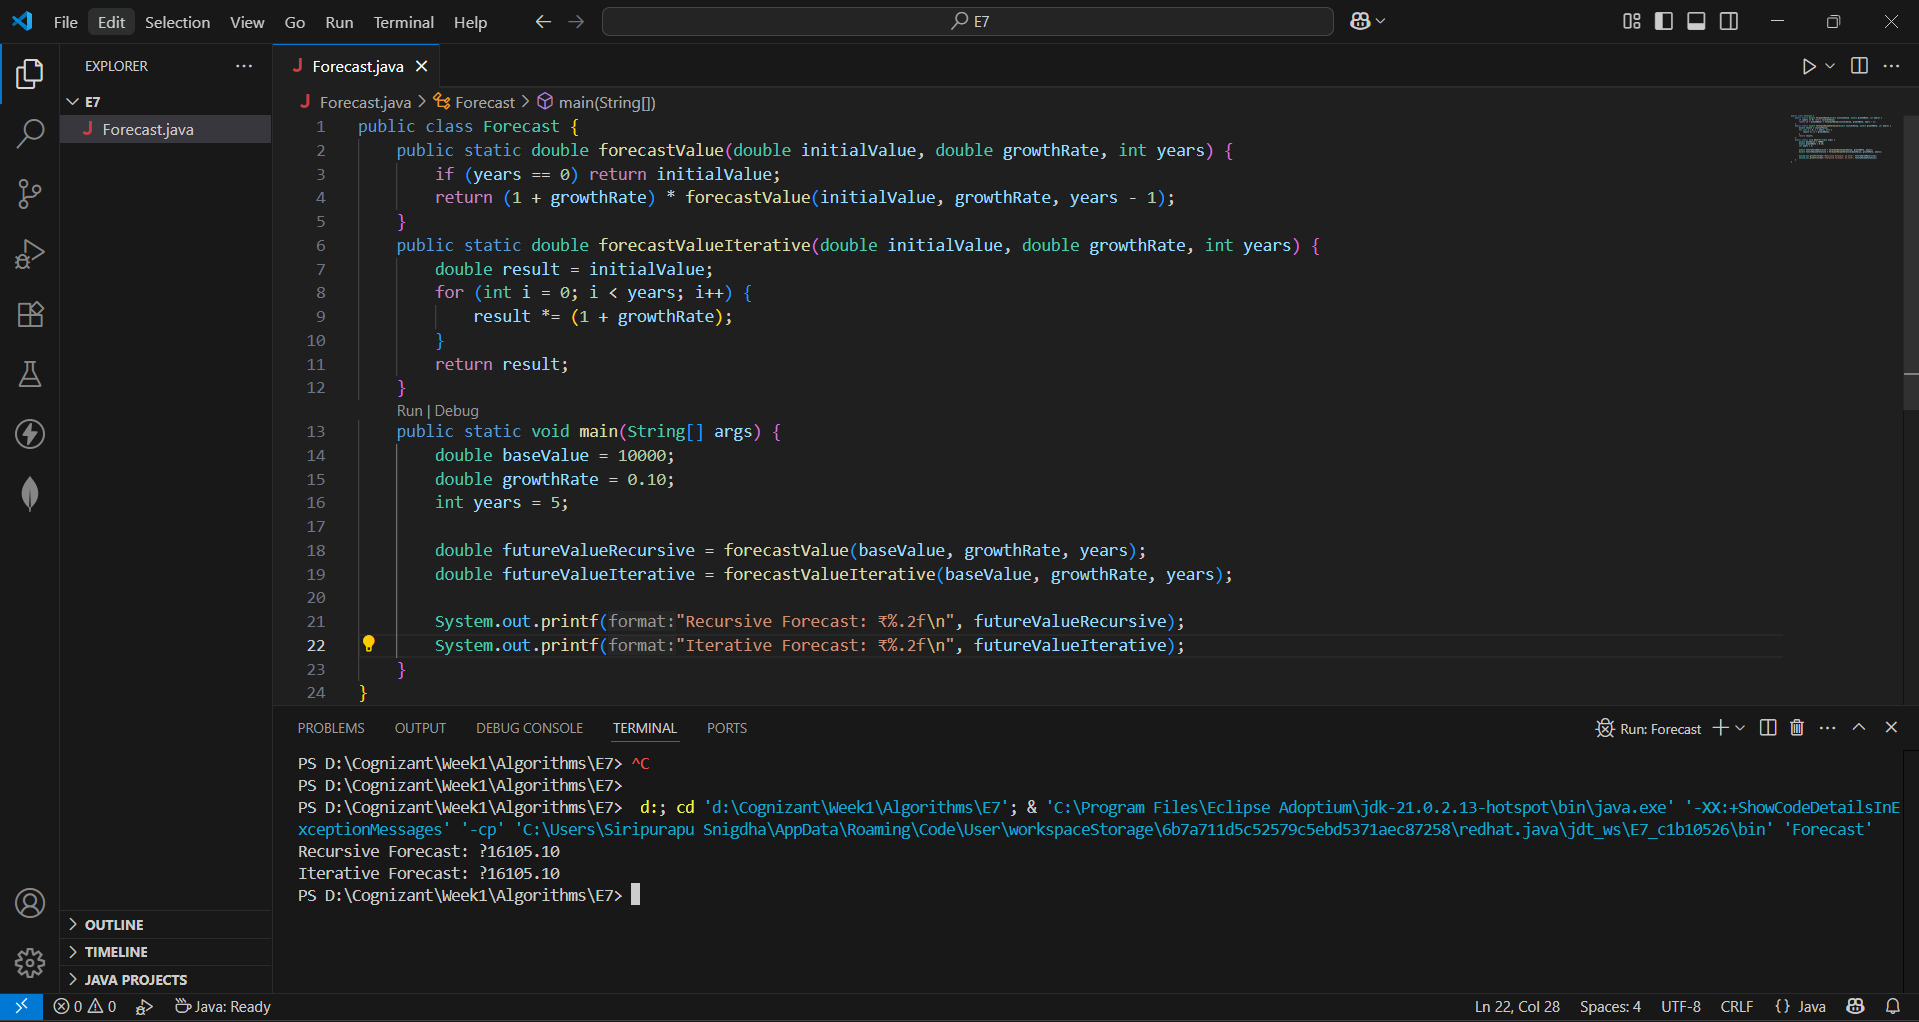 File Edit Selection View Go Run Terminal Help
E7
EXPLORER
E7
J Forecast.java
OUTLINE
TIMELINE
JAVA PROJECTS
J Forecast.java
J Forecast.java > Forecast > main(String[])
1 public class Forecast {
2     public static double forecastValue(double initialValue, double growthRate, int years) {
3         if (years == 0) return initialValue;
4         return (1 + growthRate) * forecastValue(initialValue, growthRate, years - 1);
5     }
6     public static double forecastValueIterative(double initialValue, double growthRate, int years) {
7         double result = initialValue;
8         for (int i = 0; i < years; i++) {
9             result *= (1 + growthRate);
10         }
11         return result;
12     }
Run | Debug
13     public static void main(String[] args) {
14         double baseValue = 10000;
15         double growthRate = 0.10;
16         int years = 5;
17
18         double futureValueRecursive = forecastValue(baseValue, growthRate, years);
19         double futureValueIterative = forecastValueIterative(baseValue, growthRate, years);
20
21         System.out.printf(format:"Recursive Forecast: ₹%.2f\n", futureValueRecursive);
22         System.out.printf(format:"Iterative Forecast: ₹%.2f\n", futureValueIterative);
23     }
24 }
PROBLEMS OUTPUT DEBUG CONSOLE TERMINAL PORTS
Run: Forecast
PS D:\Cognizant\Week1\Algorithms\E7> ^C
PS D:\Cognizant\Week1\Algorithms\E7>
PS D:\Cognizant\Week1\Algorithms\E7>  d:; cd 'd:\Cognizant\Week1\Algorithms\E7'; & 'C:\Program Files\Eclipse Adoptium\jdk-21.0.2.13-hotspot\bin\java.exe' '-XX:+ShowCodeDetailsInE
xceptionMessages' '-cp' 'C:\Users\Siripurapu Snigdha\AppData\Roaming\Code\User\workspaceStorage\6b7a711d5c52579c5ebd5371aec87258\redhat.java\jdt_ws\E7_c1b10526\bin' 'Forecast'
Recursive Forecast: ?16105.10
Iterative Forecast: ?16105.10
PS D:\Cognizant\Week1\Algorithms\E7>
0 0 Java: Ready Ln 22, Col 28 Spaces: 4 UTF-8 CRLF {} Java